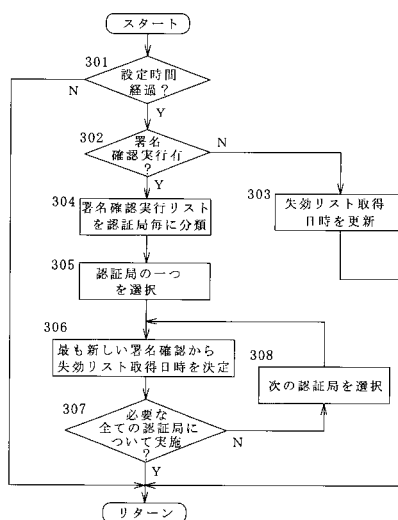 スタート
301
設定時間
経過?
N
Y
302
署名
確認実行有
?
N
Y
304
署名確認実行リスト
を認証局毎に分類
303
失効リスト取得
日時を更新
305
認証局の一つ
を選択
306
最も新しい署名確認から
失効リスト取得日時を決定
308
次の認証局を選択
307
必要な
全ての認証局に
ついて実施
?
N
Y
リターン